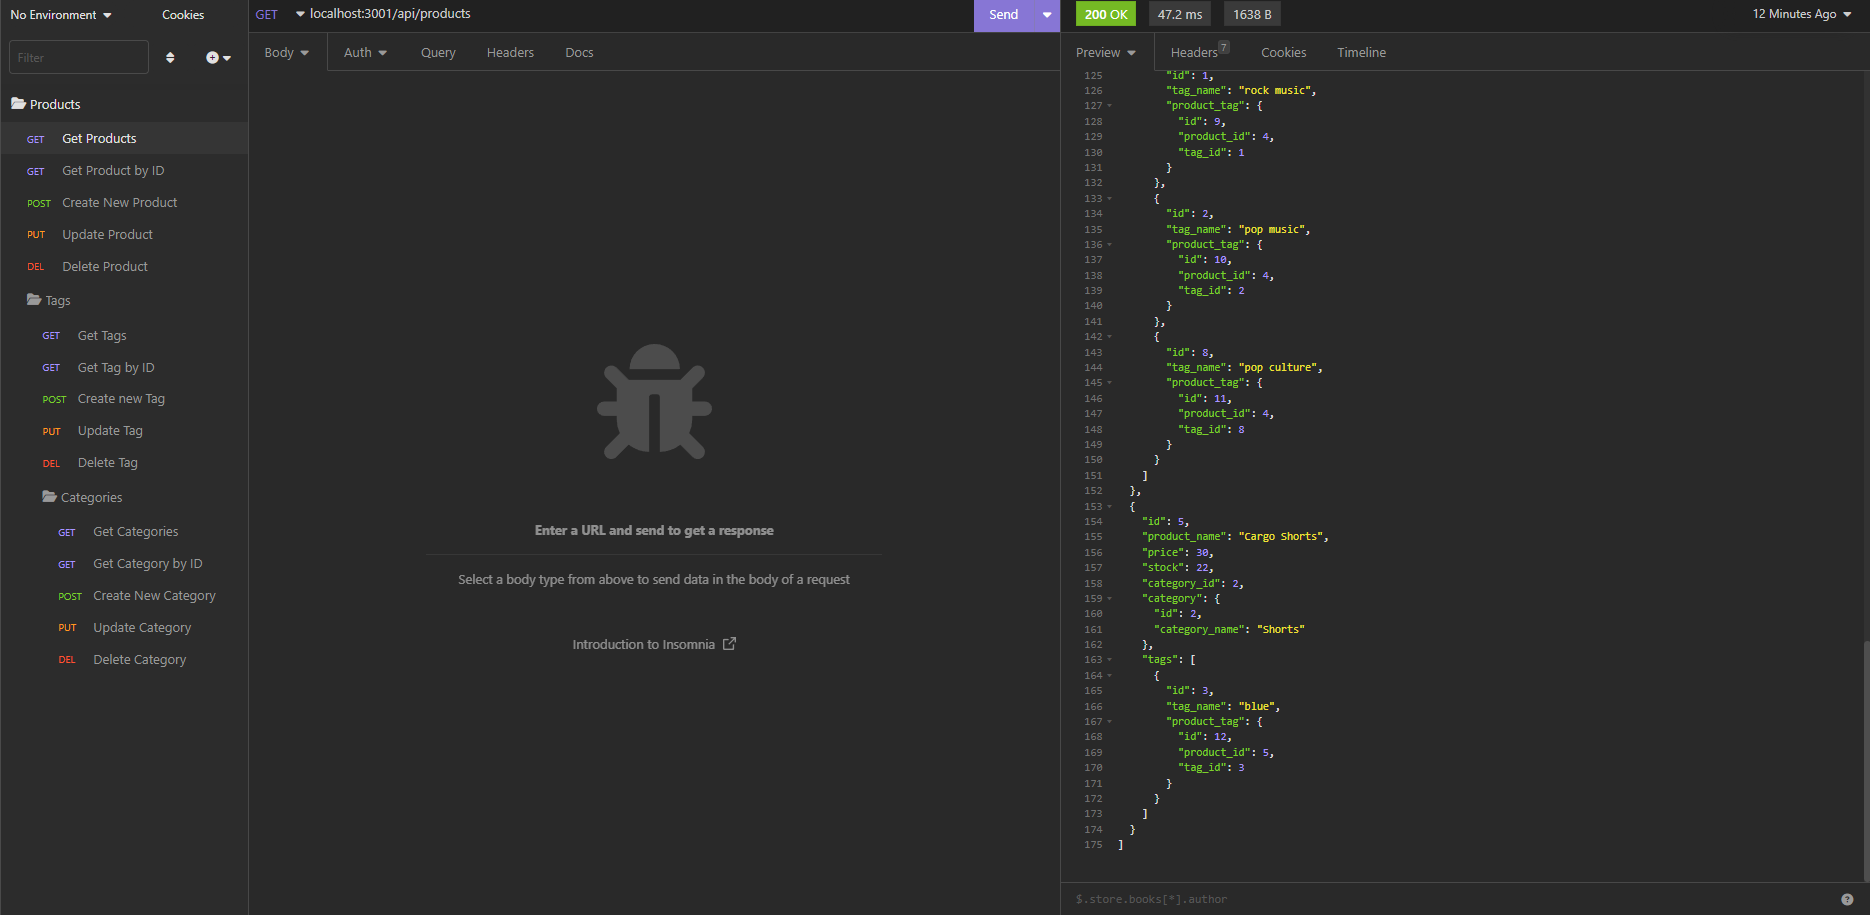 No Environment
Cookies
Filter
Products
GET Get Products
GET Get Product by ID
POST Create New Product
PUT Update Product
DEL Delete Product
Tags
GET Get Tags
GET Get Tag by ID
POST Create new Tag
PUT Update Tag
DEL Delete Tag
Categories
GET Get Categories
GET Get Category by ID
POST Create New Category
PUT Update Category
DEL Delete Category
GET localhost:3001/api/products Send
Body Auth Query Headers Docs
Enter a URL and send to get a response
Select a body type from above to send data in the body of a request
Introduction to Insomnia
200 OK 47.2 ms 1638 B 12 Minutes Ago
Preview Headers 7 Cookies Timeline
125 "id": 1,
126 "tag_name": "rock music",
127 "product_tag": {
128 "id": 9,
129 "product_id": 4,
130 "tag_id": 1
131 }
132 },
133 {
134 "id": 2,
135 "tag_name": "pop music",
136 "product_tag": {
137 "id": 10,
138 "product_id": 4,
139 "tag_id": 2
140 }
141 },
142 {
143 "id": 8,
144 "tag_name": "pop culture",
145 "product_tag": {
146 "id": 11,
147 "product_id": 4,
148 "tag_id": 8
149 }
150 }
151 ]
152 },
153 {
154 "id": 5,
155 "product_name": "Cargo Shorts",
156 "price": 30,
157 "stock": 22,
158 "category_id": 2,
159 "category": {
160 "id": 2,
161 "category_name": "Shorts"
162 },
163 "tags": [
164 {
165 "id": 3,
166 "tag_name": "blue",
167 "product_tag": {
168 "id": 12,
169 "product_id": 5,
170 "tag_id": 3
171 }
172 }
173 ]
174 }
175 ]
$.store.books[*].author